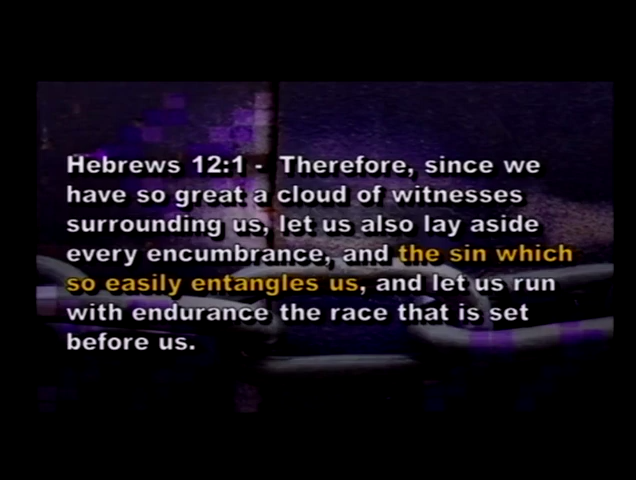 Hebrews 12:1 - Therefore, since we
have so great a cloud of witnesses
surrounding us, let us also lay aside
every encumbrance, and the sin which
so easily entangles us, and let us run
with endurance the race that is set
before us.